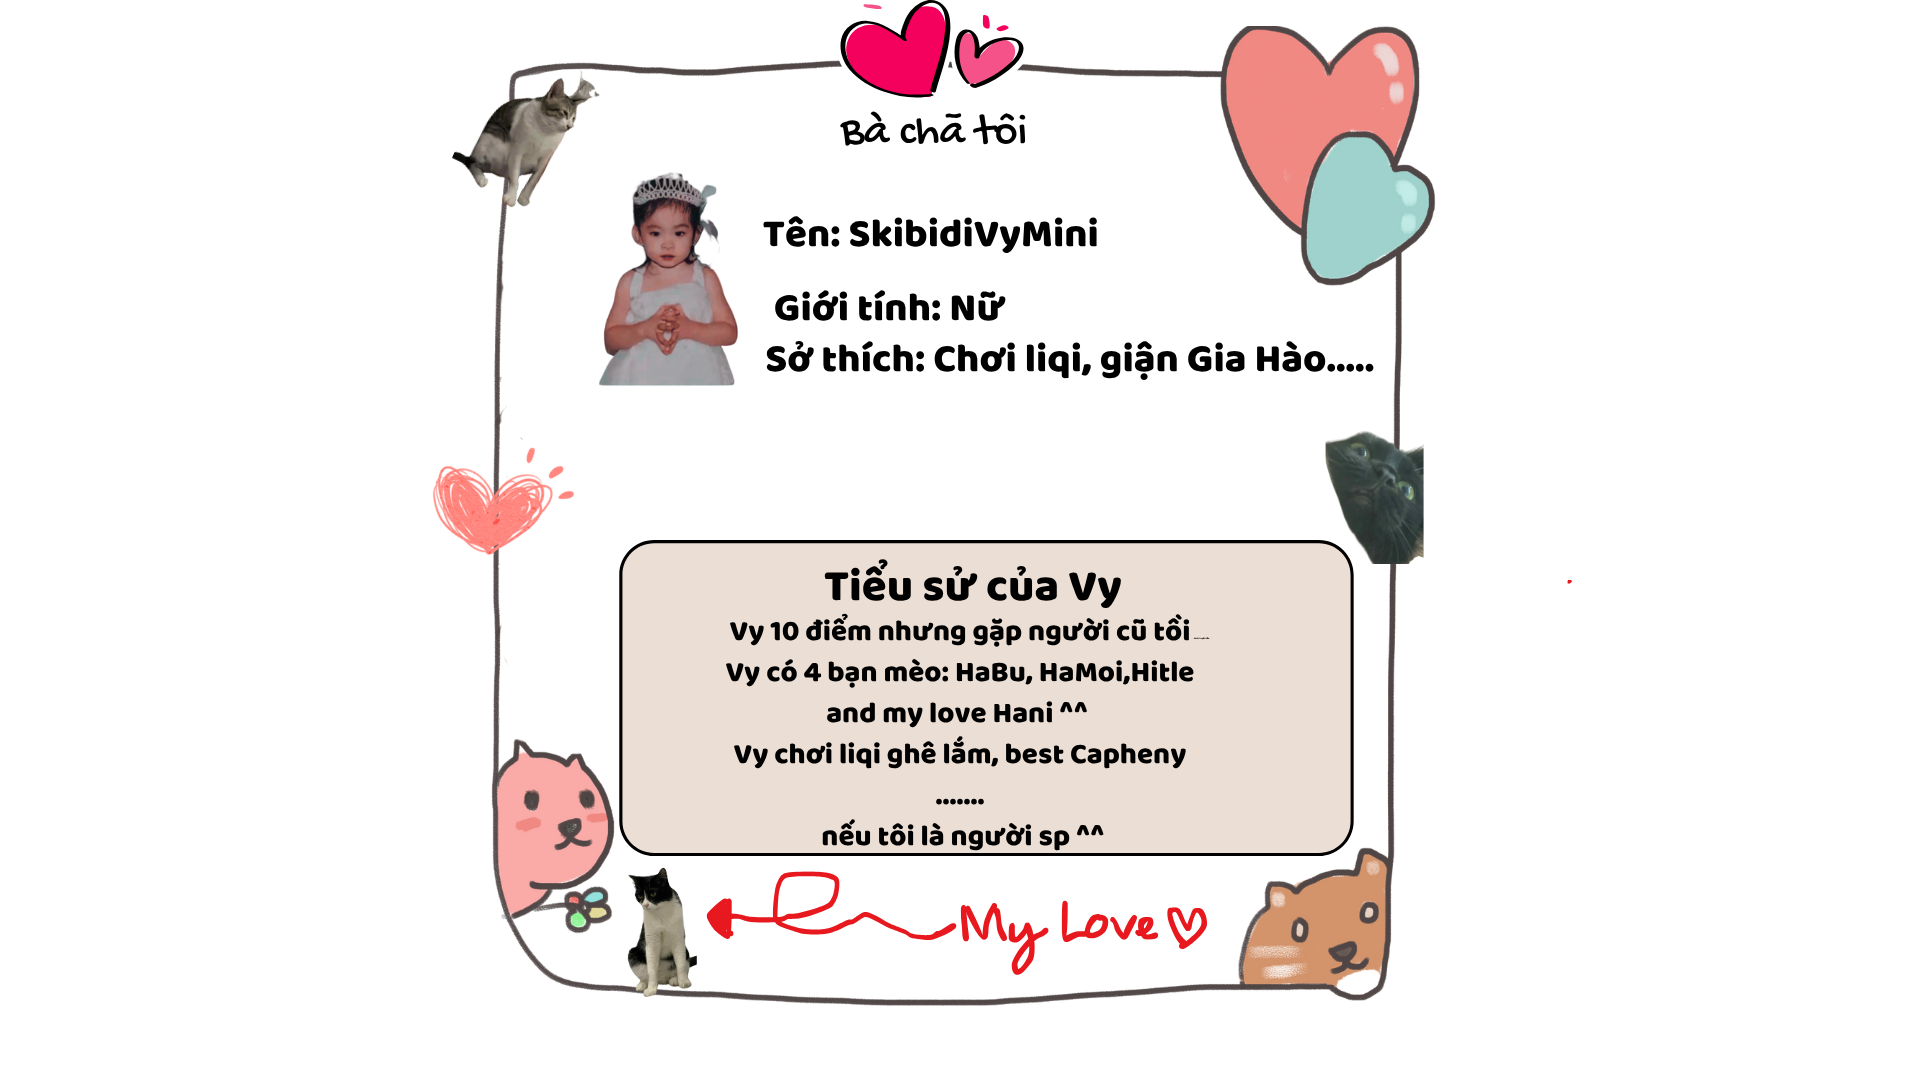 Bà chã tôi
Tên: SkibidiVyMini
Giới tính: Nữ
Sở thích: Chơi liqi, giận Gia Hào.....
Tiểu sử của Vy
Vy 10 điểm nhưng gặp người cũ tồi
Vy có 4 bạn mèo: HaBu, HaMoi,Hitle
and my love Hani ^^
Vy chơi liqi ghê lắm, best Capheny
.......
nếu tôi là người sp ^^
My Love